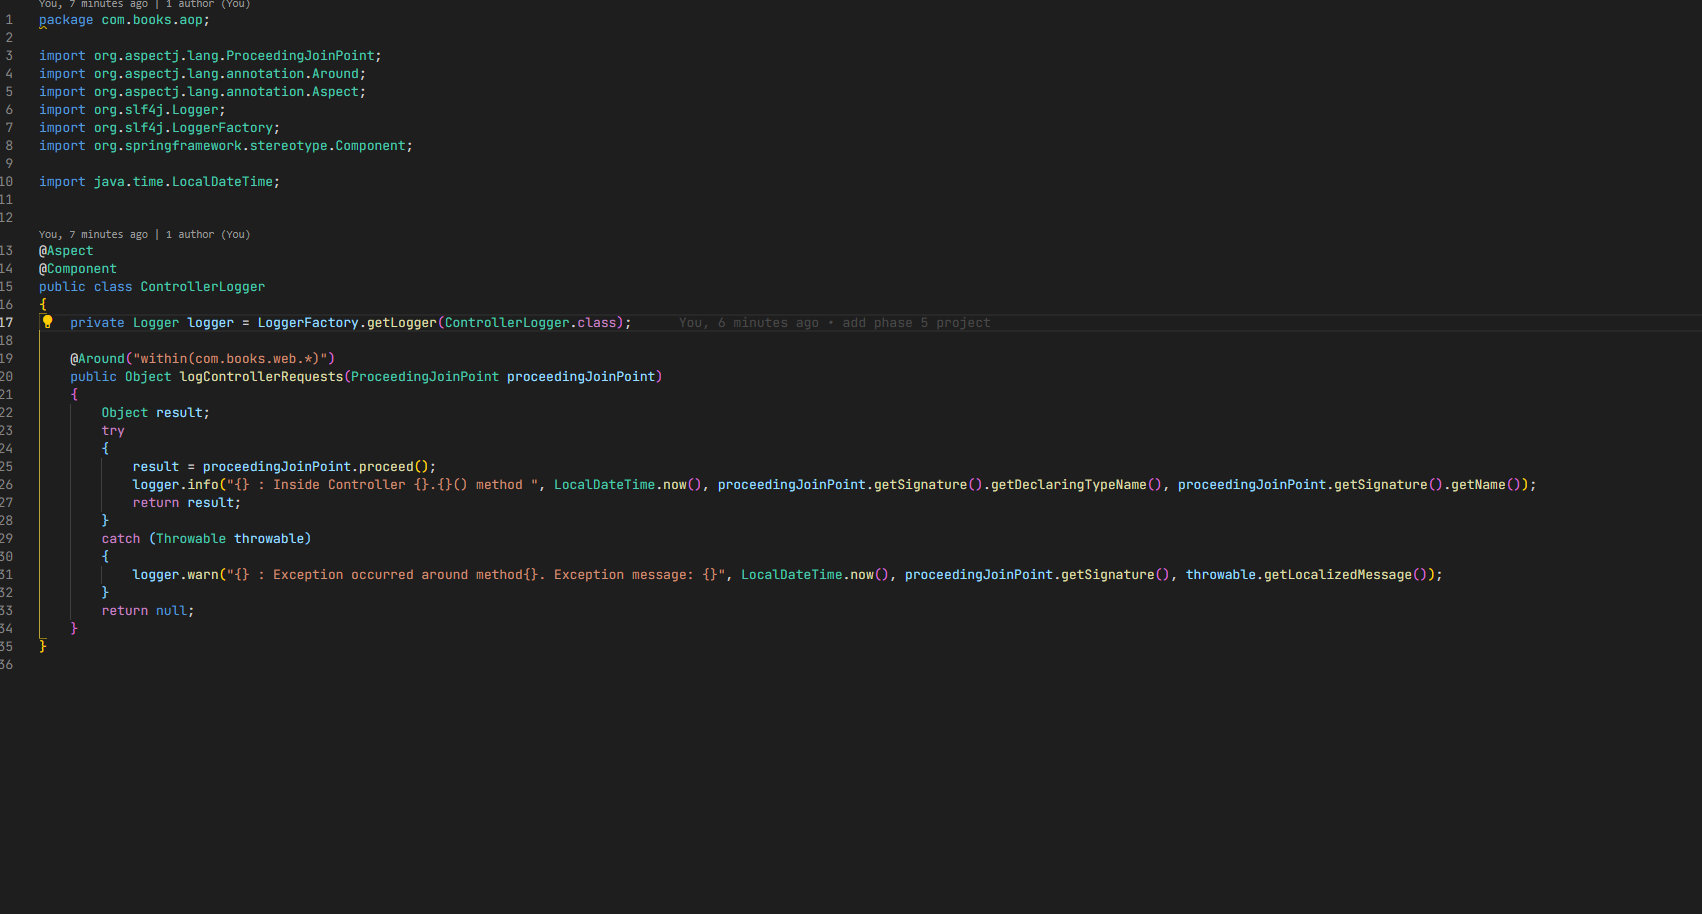 You, 7 minutes ago | 1 author (You)
1 package com.books.aop;
2
3 import org.aspectj.lang.ProceedingJoinPoint;
4 import org.aspectj.lang.annotation.Around;
5 import org.aspectj.lang.annotation.Aspect;
6 import org.slf4j.Logger;
7 import org.slf4j.LoggerFactory;
8 import org.springframework.stereotype.Component;
9
10 import java.time.LocalDateTime;
11
12
You, 7 minutes ago | 1 author (You)
13 @Aspect
14 @Component
15 public class ControllerLogger
16 {
17 private Logger logger = LoggerFactory.getLogger(ControllerLogger.class); You, 6 minutes ago • add phase 5 project
18
19 @Around("within(com.books.web.*)")
20 public Object logControllerRequests(ProceedingJoinPoint proceedingJoinPoint)
21 {
22 Object result;
23 try
24 {
25 result = proceedingJoinPoint.proceed();
26 logger.info("{} : Inside Controller {}.{}() method ", LocalDateTime.now(), proceedingJoinPoint.getSignature().getDeclaringTypeName(), proceedingJoinPoint.getSignature().getName());
27 return result;
28 }
29 catch (Throwable throwable)
30 {
31 logger.warn("{} : Exception occurred around method{}. Exception message: {}", LocalDateTime.now(), proceedingJoinPoint.getSignature(), throwable.getLocalizedMessage());
32 }
33 return null;
34 }
35 }
36